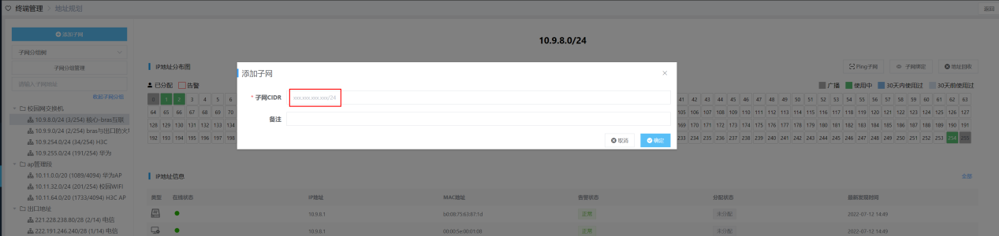 终端管理 > 地址规划
返回
添加子网
子网分组树
子网分组管理
请输入子网地址
收起子网分组
校园网交换机
10.9.8.0/24 (3/254) 核心-bras互联
10.9.9.0/24 (2/254) bras与出口防火墙
10.9.254.0/24 (34/254) H3C
10.9.255.0/24 (191/254) 华为
ap管理段
10.11.0.0/20 (1089/4094) 华为AP
10.11.32.0/24 (201/254) 校园WIFI
10.11.64.0/20 (1733/4094) H3C AP
出口地址
221.228.238.80/28 (2/14) 电信
222.191.246.240/28 (1/14) 电信
10.9.8.0/24
IP地址分布图
Ping子网 子网绑定 地址回收
已分配 告警
广播 使用中 30天内使用过 30天前使用过
0 1 2 3 4 5 6
41 42 43 44 45 46 47 48 49 50 51 52 53 54 55 56 57 58 59 60 61 62 63
64 65 66 67 68 69 70
105 106 107 108 109 110 111 112 113 114 115 116 117 118 119 120 121 122 123 124 125 126 127
128 129 130 131 132 133 134
169 170 171 172 173 174 175 176 177 178 179 180 181 182 183 184 185 186 187 188 189 190 191
192 193 194 195 196 197 198
233 234 235 236 237 238 239 240 241 242 243 244 245 246 247 248 249 250 251 252 253 254 255
添加子网
* 子网CIDR xxx.xxx.xxx.xxx/24
备注
取消 确定
IP地址信息
全部
类型 在线状态 IP地址 MAC地址 告警状态 分配状态 最新发现时间
10.9.8.1 b0:08:75:63:87:1d 正常 未分配 2022-07-12 14:49
10.9.8.1 00:00:5e:00:01:08 正常 未分配 2022-07-12 14:49